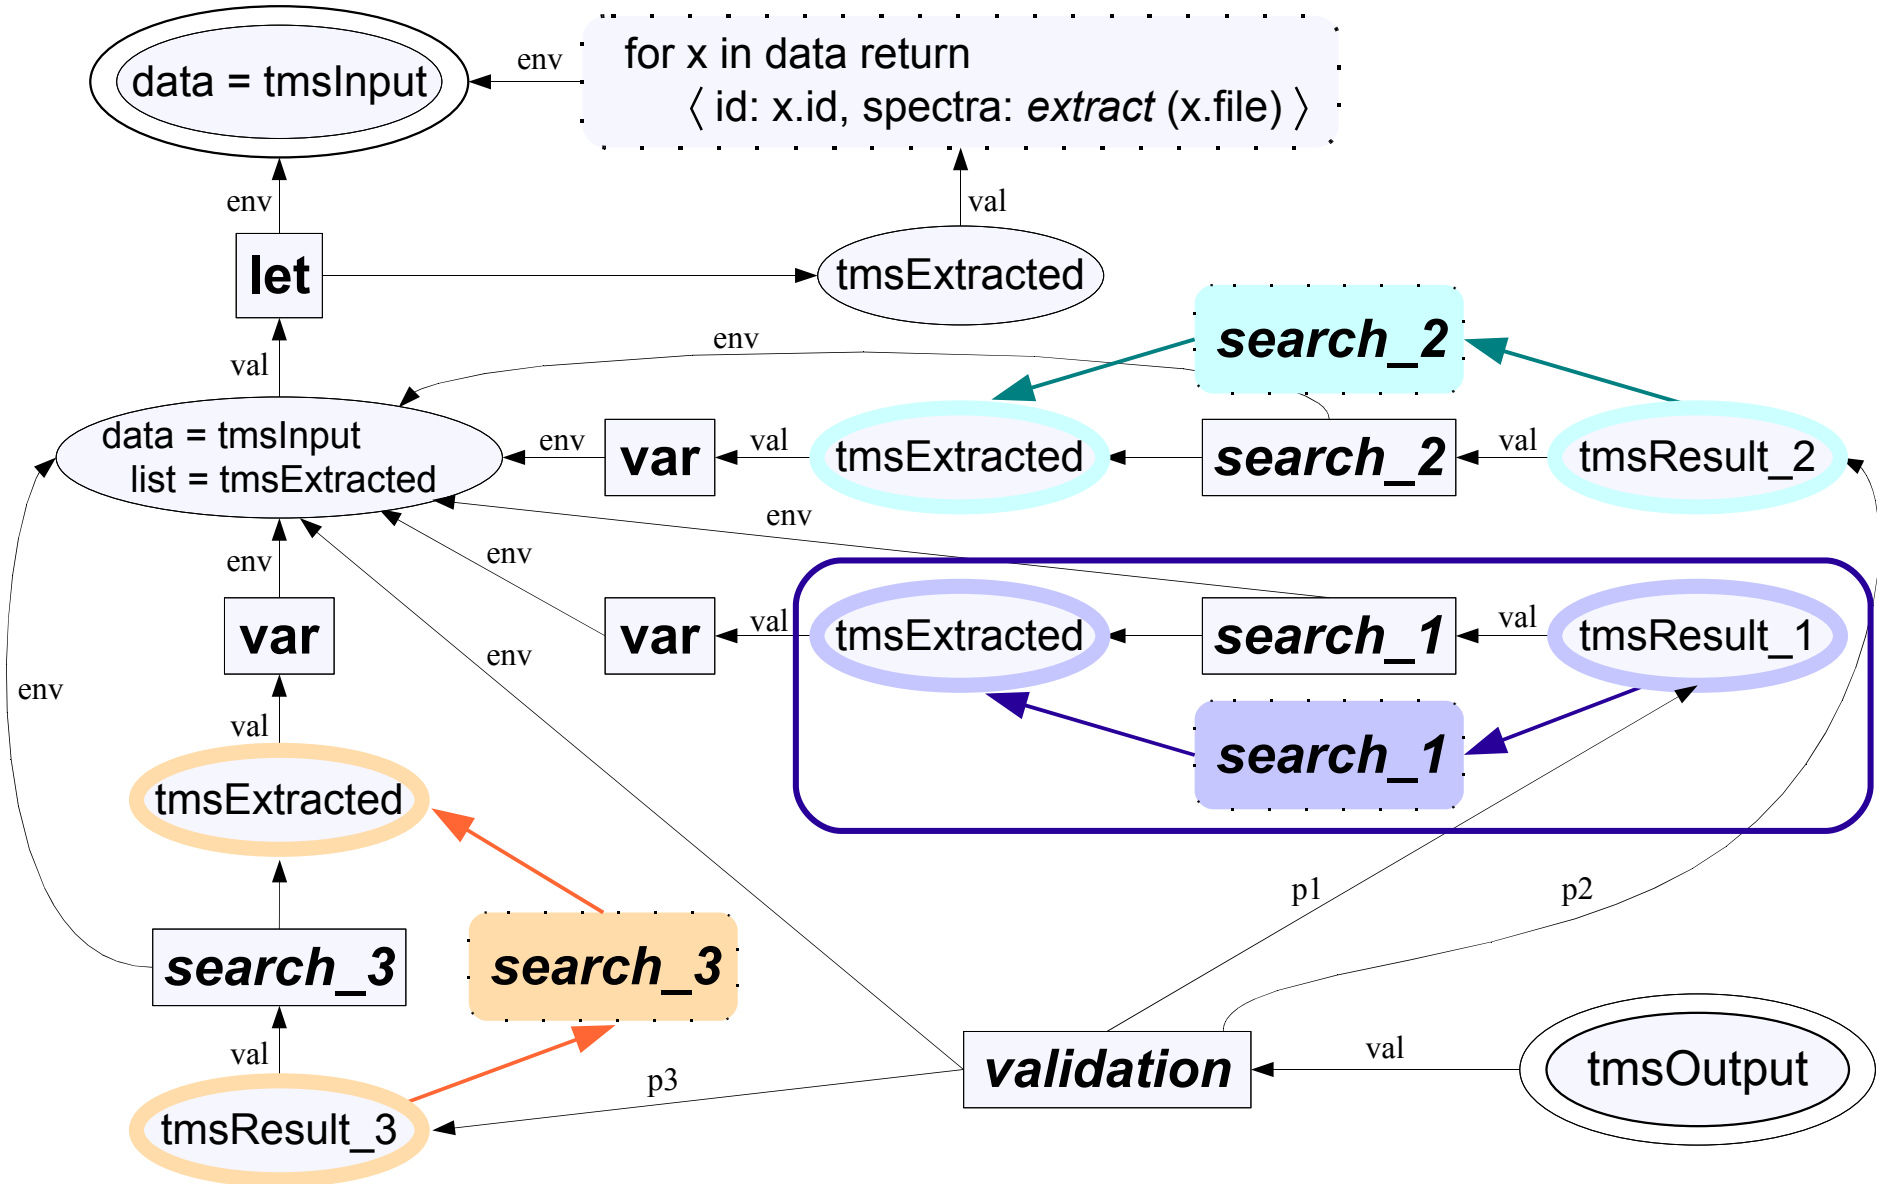 data = tmsInput
env
for x in data return
⟨ id: x.id, spectra: extract (x.file) ⟩
env
val
let
tmsExtracted
val
env
search_2
data = tmsInput
list = tmsExtracted
env
var
val
tmsExtracted
search_2
val
tmsResult_2
env
env
env
var
env
var
val
tmsExtracted
search_1
val
tmsResult_1
env
val
search_1
tmsExtracted
p1
p2
search_3
search_3
val
p3
validation
val
tmsOutput
tmsResult_3